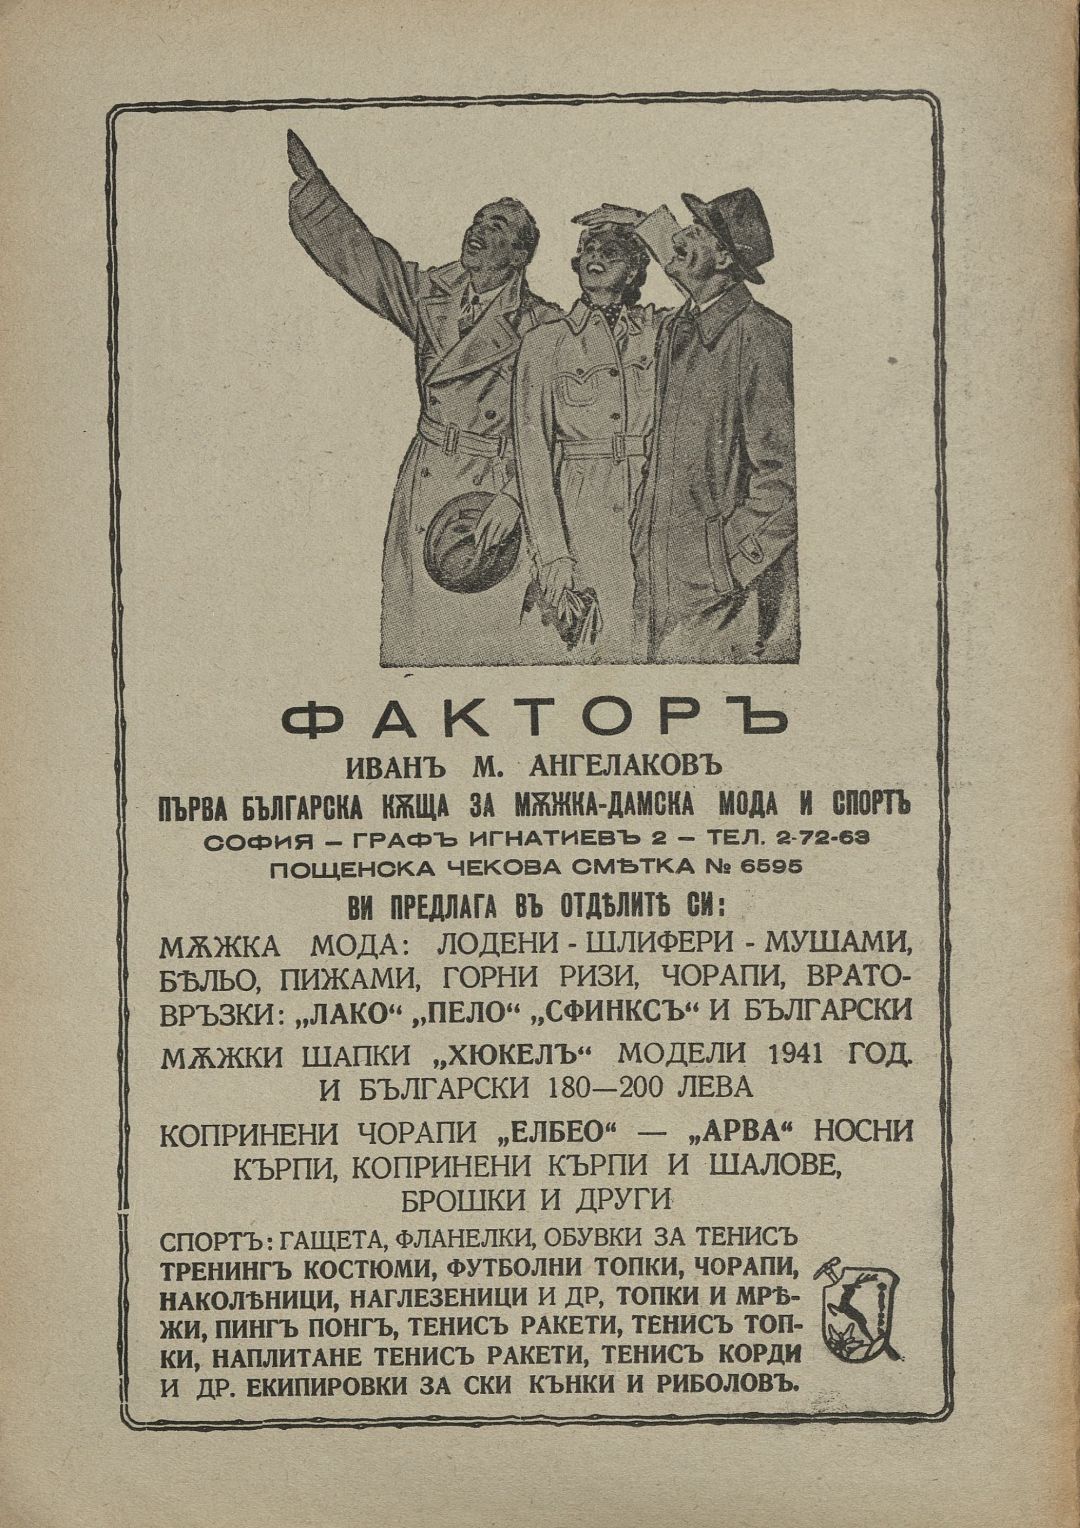 ФАКТОРЪ
ИВАНЪ М. АНГЕЛАКОВЪ
ПЪРВА БЪЛГАРСКА КѪЩА ЗА МѪЖКА-ДАМСКА МОДА И СПОРТЪ
СОФИЯ – ГРАФЪ ИГНАТИЕВЪ 2 – ТЕЛ. 2-72-63
ПОЩЕНСКА ЧЕКОВА СМѢТКА № 6595
ВИ ПРЕДЛАГА ВЪ ОТДѢЛИТѢ СИ:
МѪЖКА МОДА: ЛОДЕНИ - ШЛИФЕРИ - МУШАМИ,
БѢЛЬО, ПИЖАМИ, ГОРНИ РИЗИ, ЧОРАПИ, ВРАТО-
ВРЪЗКИ: „ЛАКО“ „ПЕЛО“ „СФИНКСЪ“ И БЪЛГАРСКИ
МѪЖКИ ШАПКИ „ХЮКЕЛЪ“ МОДЕЛИ 1941 ГОД.
И БЪЛГАРСКИ 180—200 ЛЕВА
КОПРИНЕНИ ЧОРАПИ „ЕЛБЕО“ — „АРВА“ НОСНИ
КЪРПИ, КОПРИНЕНИ КЪРПИ И ШАЛОВЕ,
БРОШКИ И ДРУГИ
СПОРТЪ: ГАЩЕТА, ФЛАНЕЛКИ, ОБУВКИ ЗА ТЕНИСЪ
ТРЕНИНГЪ КОСТЮМИ, ФУТБОЛНИ ТОПКИ, ЧОРАПИ,
НАКОЛѢНИЦИ, НАГЛЕЗЕНИЦИ И ДР, ТОПКИ И МРѢ-
ЖИ, ПИНГЪ ПОНГЪ, ТЕНИСЪ РАКЕТИ, ТЕНИСЪ ТОП-
КИ, НАПЛИТАНЕ ТЕНИСЪ РАКЕТИ, ТЕНИСЪ КОРДИ
И ДР. ЕКИПИРОВКИ ЗА СКИ КЪНКИ И РИБОЛОВЪ.